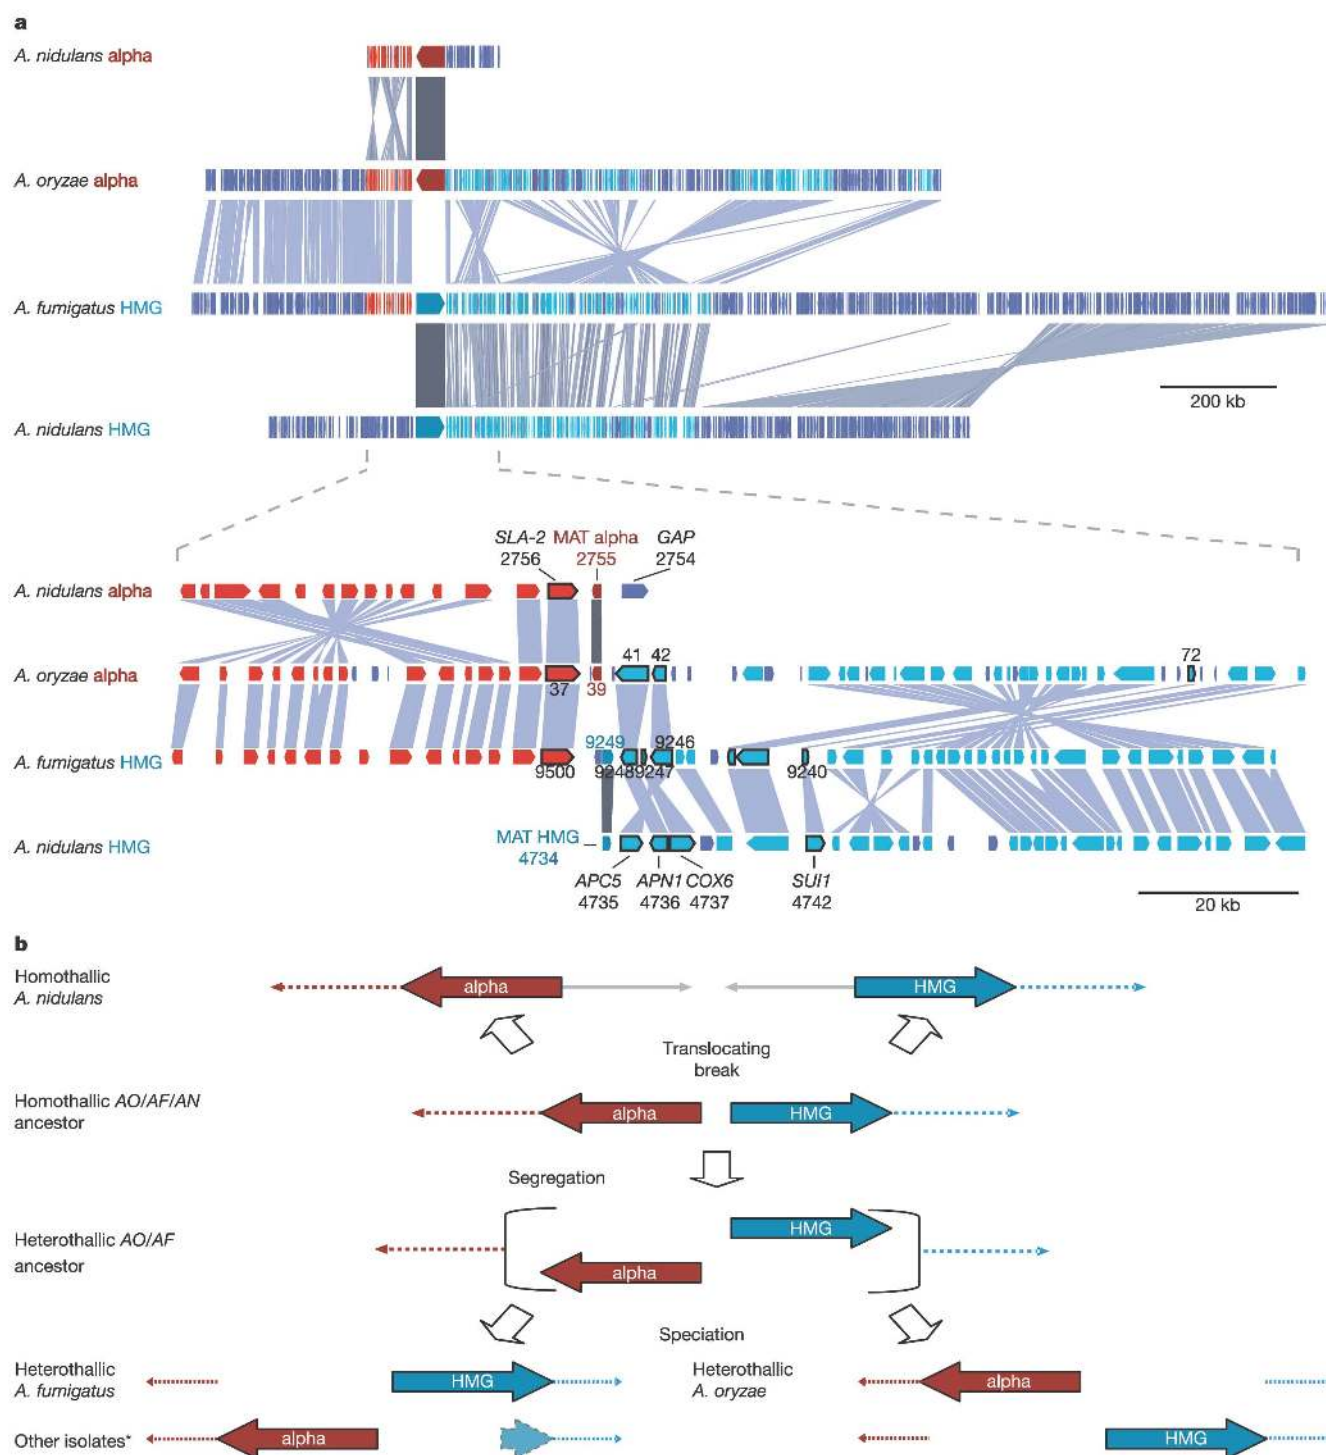 a
A. nidulans alpha
A. oryzae alpha
A. fumigatus HMG
200 kb
A. nidulans HMG
SLA-2 MAT alpha GAP
2756 2755 2754
A. nidulans alpha
41 42 72
A. oryzae alpha
37 39
9249 9246
A. fumigatus HMG
9500 9248 9247 9240
MAT HMG
4734
A. nidulans HMG
APC5 APN1 COX6 SUI1
4735 4736 4737 4742
20 kb
b
Homothallic
A. nidulans
alpha HMG
Translocating
break
Homothallic AO/AF/AN
ancestor
alpha HMG
Segregation
HMG
Heterothallic AO/AF
ancestor
alpha
Speciation
Heterothallic
A. fumigatus
HMG
Heterothallic
A. oryzae
alpha
Other isolates*
alpha HMG